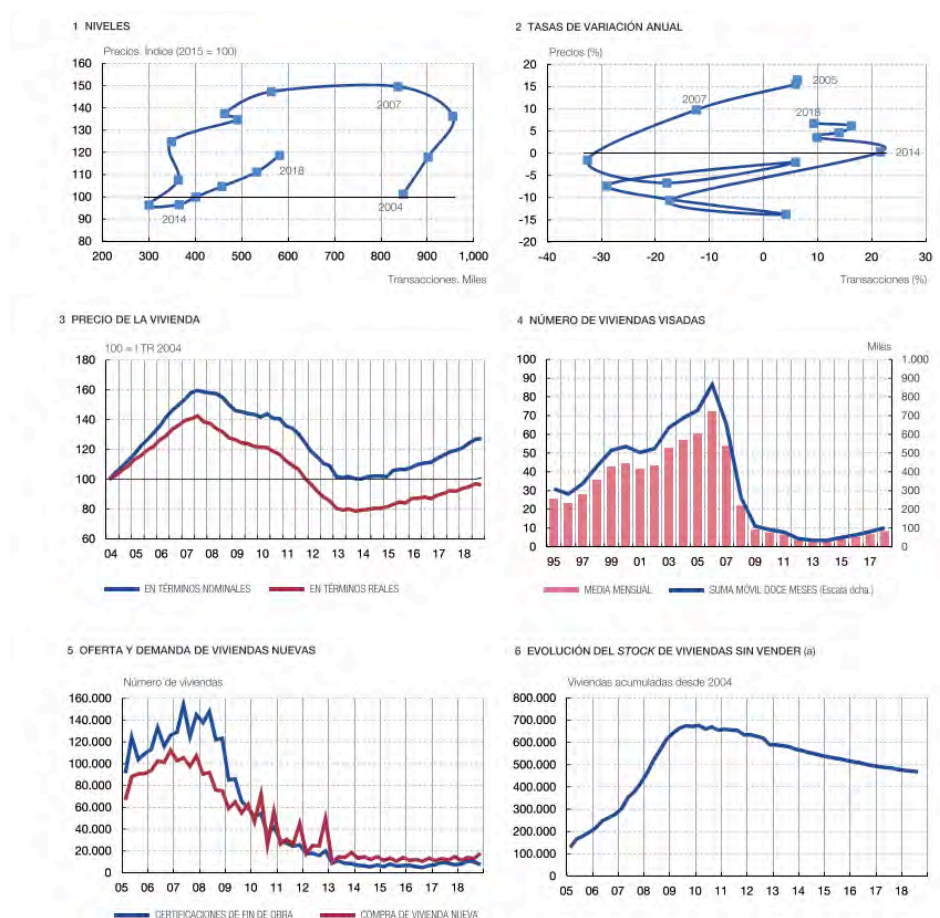 1 NIVELES
Precios. Índice (2015 = 100)
160
150
140
130
120
110
100
90
80
2007
2018
2014
2004
200 300 400 500 600 700 800 900 1,000
Transacciones. Miles
2 TASAS DE VARIACIÓN ANUAL
Precios (%)
20
15
10
5
0
-5
-10
-15
-20
2005
2007
2018
2014
-40 -30 -20 -10 0 10 20 30
Transacciones (%)
3 PRECIO DE LA VIVIENDA
100 = I TR 2004
180
160
140
120
100
80
60
04 05 06 07 08 09 10 11 12 13 14 15 16 17 18
EN TÉRMINOS NOMINALES EN TÉRMINOS REALES
4 NÚMERO DE VIVIENDAS VISADAS
Miles
100 1.000
90 900
80 800
70 700
60 600
50 500
40 400
30 300
20 200
10 100
0 0
95 97 99 01 03 05 07 09 11 13 15 17
MEDIA MENSUAL SUMA MÓVIL DOCE MESES (Escala dcha.)
5 OFERTA Y DEMANDA DE VIVIENDAS NUEVAS
Número de viviendas
160.000
140.000
120.000
100.000
80.000
60.000
40.000
20.000
0
05 06 07 08 09 10 11 12 13 14 15 16 17 18
CERTIFICACIONES DE FIN DE OBRA COMPRA DE VIVIENDA NUEVA
6 EVOLUCIÓN DEL STOCK DE VIVIENDAS SIN VENDER (a)
Viviendas acumuladas desde 2004
800.000
700.000
600.000
500.000
400.000
300.000
200.000
100.000
0
05 06 07 08 09 10 11 12 13 14 15 16 17 18